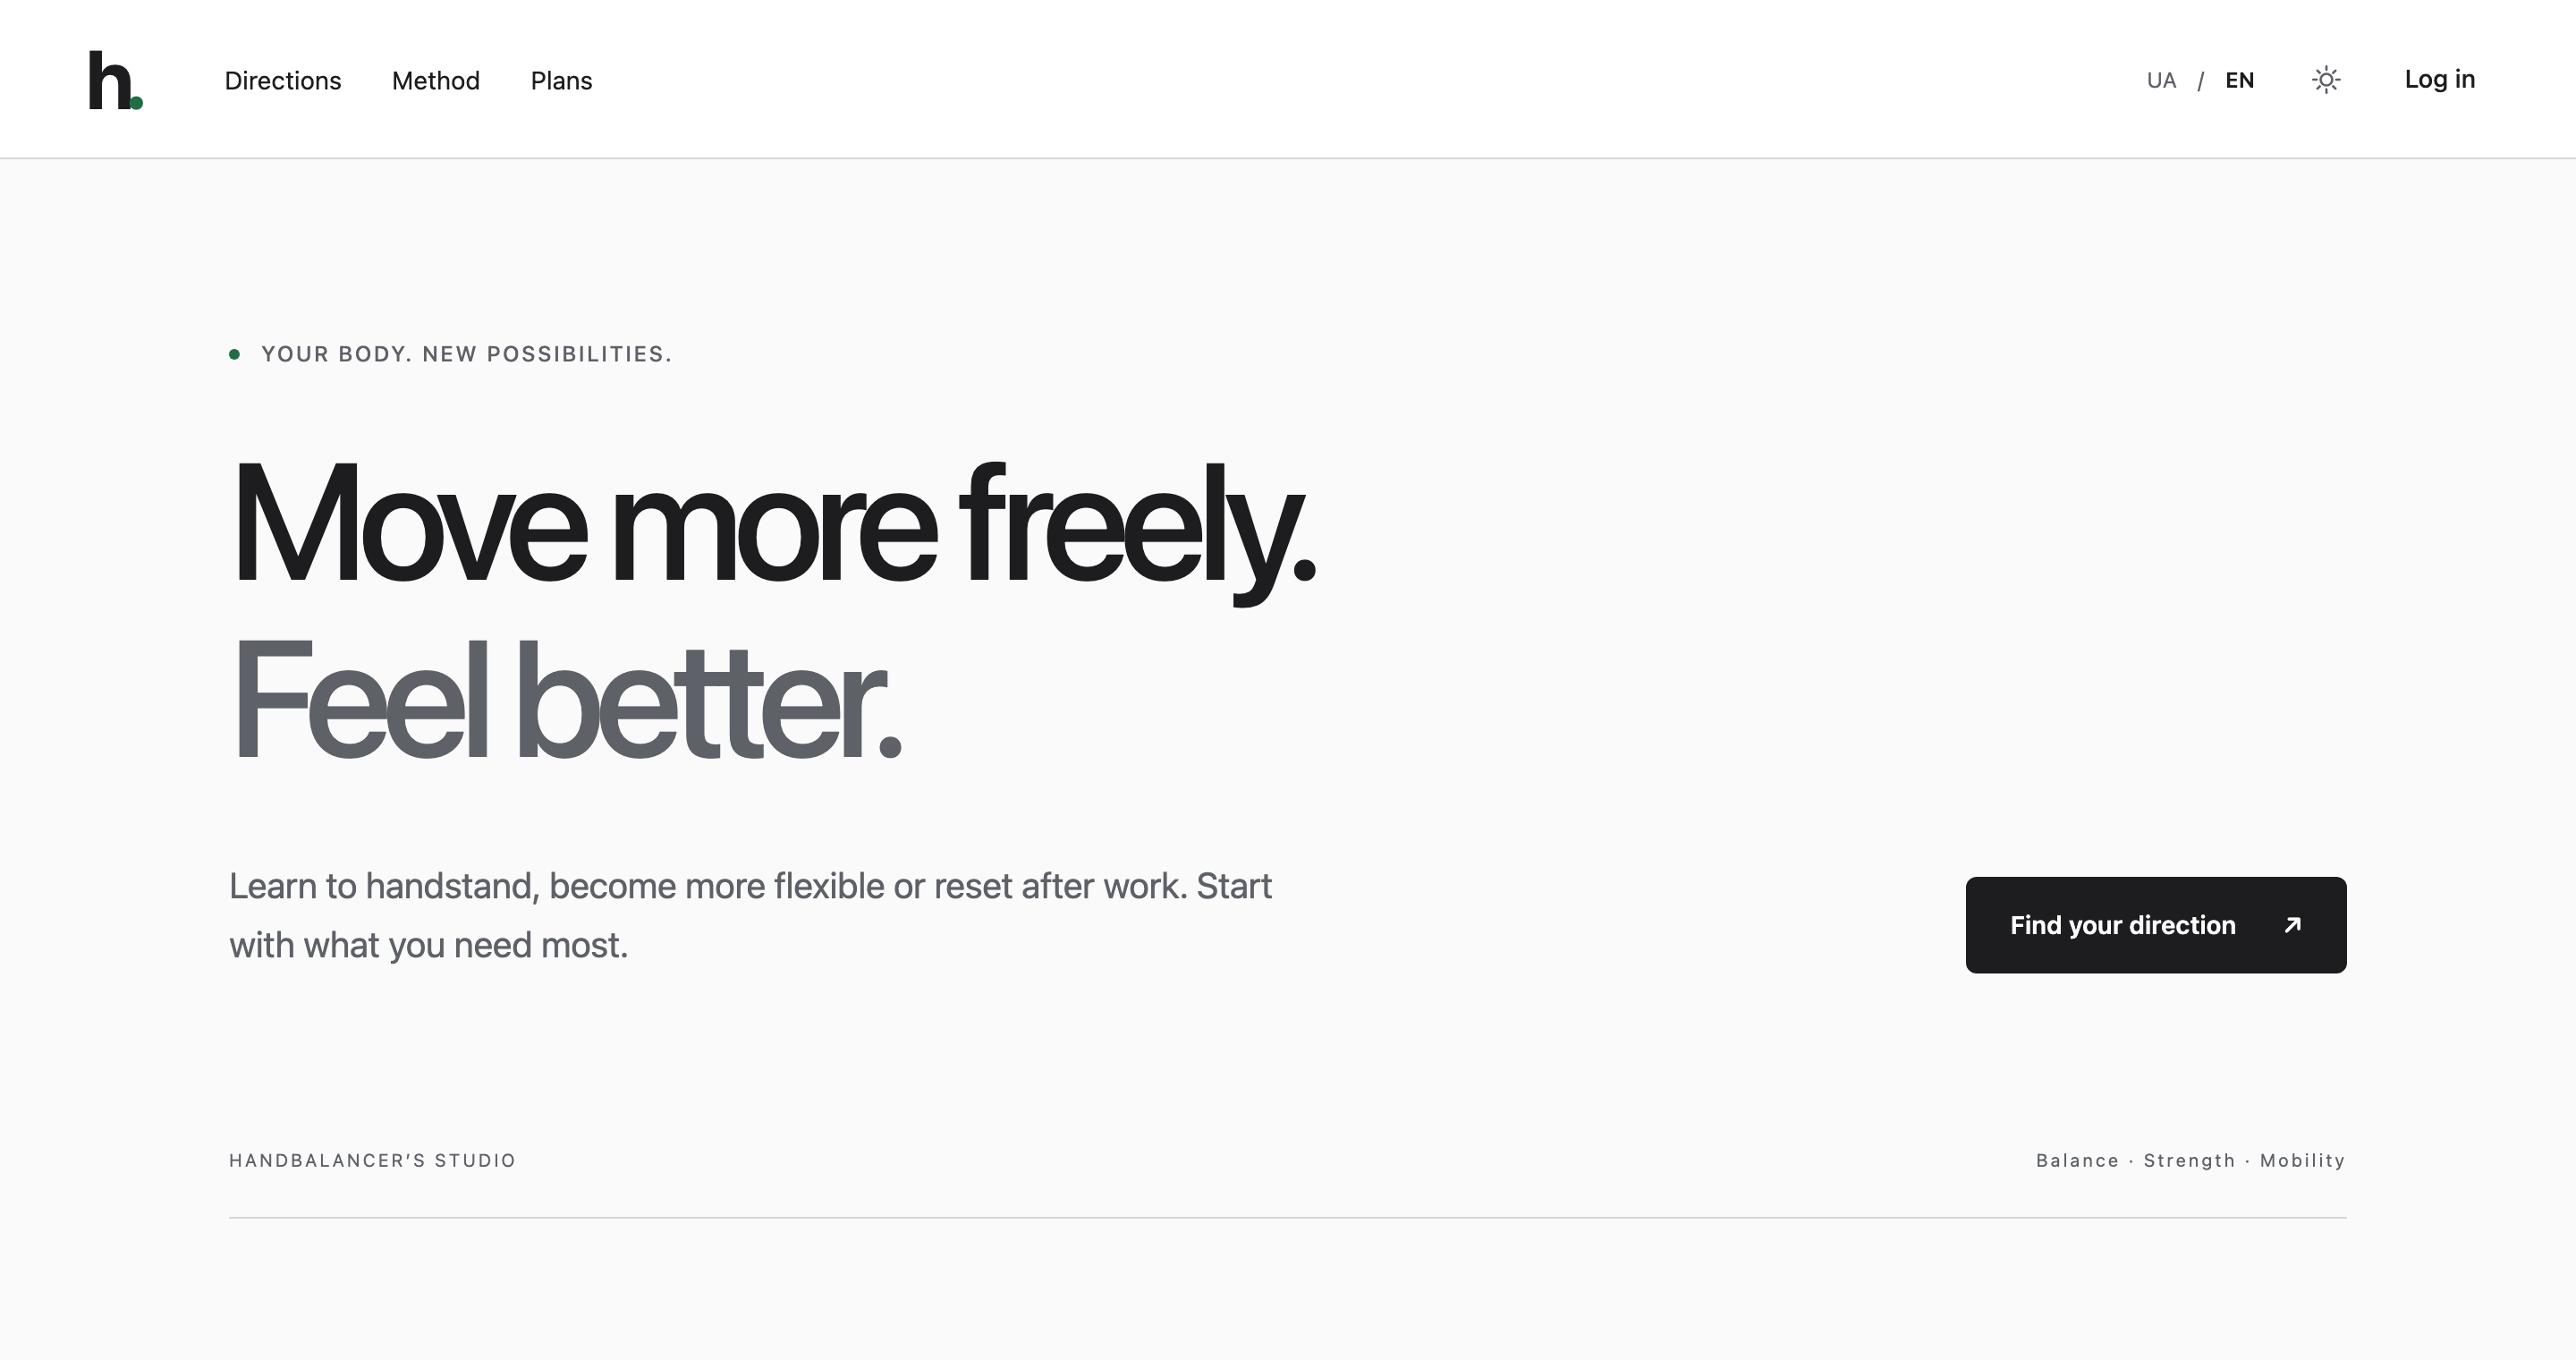 h.
Directions Method Plans
UA / EN
Log in
YOUR BODY. NEW POSSIBILITIES.
Move more freely.
Feel better.
Learn to handstand, become more flexible or reset after work. Start
with what you need most.
Find your direction
HANDBALANCER’S STUDIO
Balance · Strength · Mobility